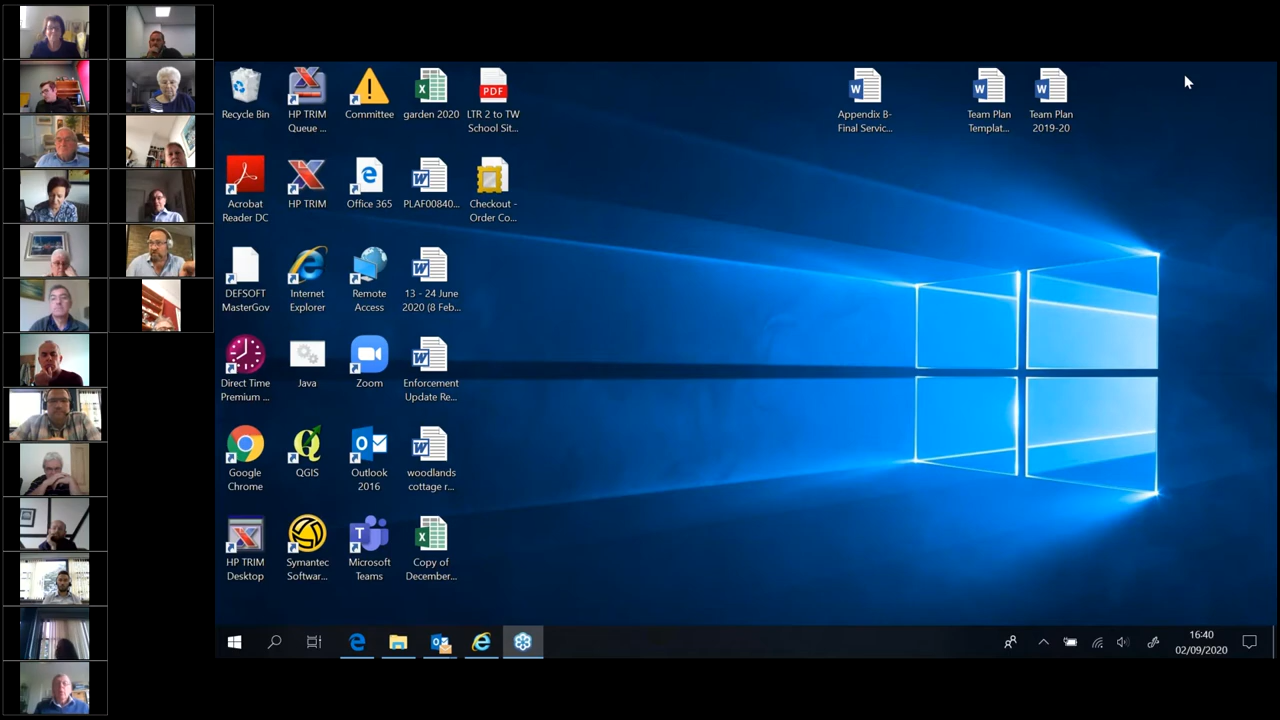 Recycle Bin
HP TRIM
Queue ...
Committee
garden 2020
LTR 2 to TW
School Sit...
Appendix B-
Final Servic...
Team Plan
Templat...
Team Plan
2019-20
PDF
Acrobat
Reader DC
HP TRIM
Office 365
PLAF00840...
Checkout -
Order Co...
DEFSOFT
MasterGov
Internet
Explorer
Remote
Access
13 - 24 June
2020 (8 Feb...
Direct Time
Premium ...
Java
Zoom
Enforcement
Update Re...
Google
Chrome
QGIS
Outlook
2016
woodlands
cottage r...
HP TRIM
Desktop
Symantec
Softwar...
Microsoft
Teams
Copy of
December...
16:40
02/09/2020